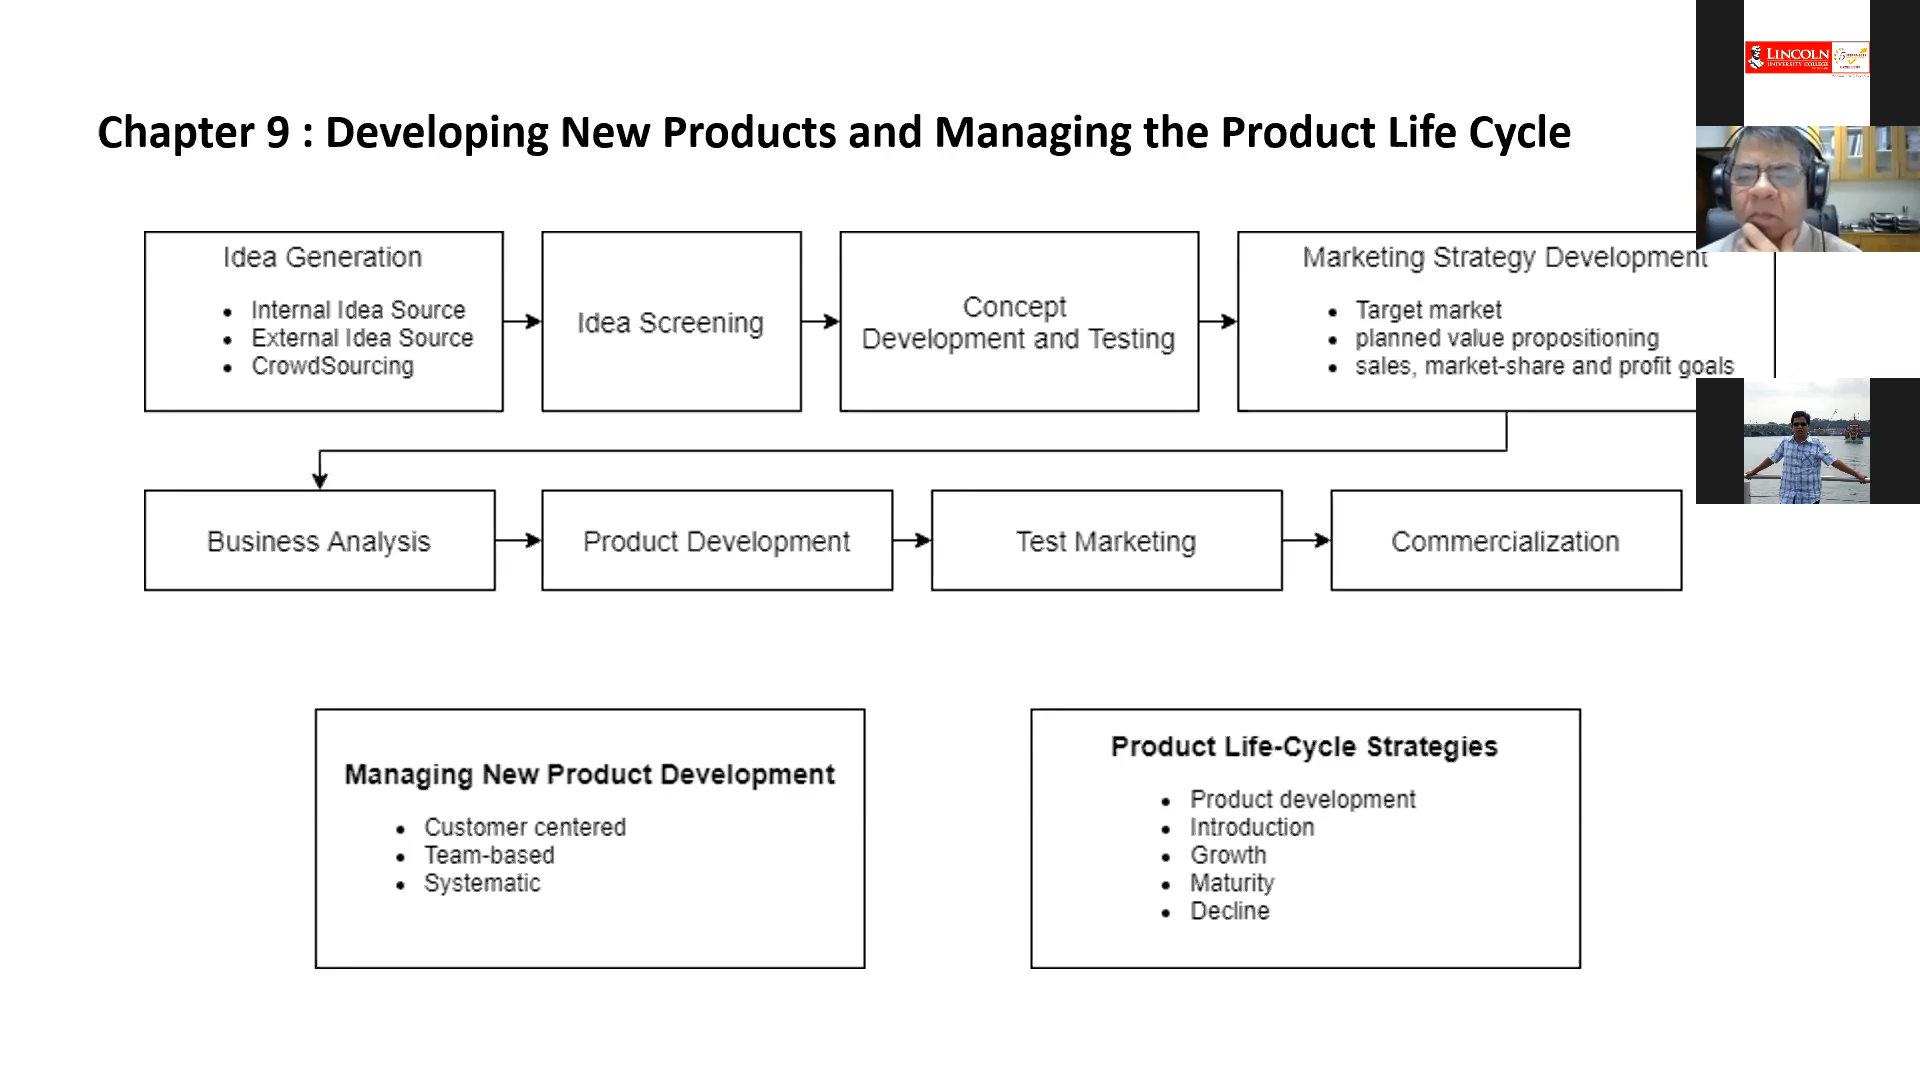 LINCOLN
UNIVERSITY COLLEGE
Chapter 9 : Developing New Products and Managing the Product Life Cycle
Idea Generation
• Internal Idea Source
• External Idea Source
• CrowdSourcing
Idea Screening
Concept
Development and Testing
Marketing Strategy Development
• Target market
• planned value propositioning
• sales, market-share and profit goals
Business Analysis
Product Development
Test Marketing
Commercialization
Managing New Product Development
• Customer centered
• Team-based
• Systematic
Product Life-Cycle Strategies
• Product development
• Introduction
• Growth
• Maturity
• Decline